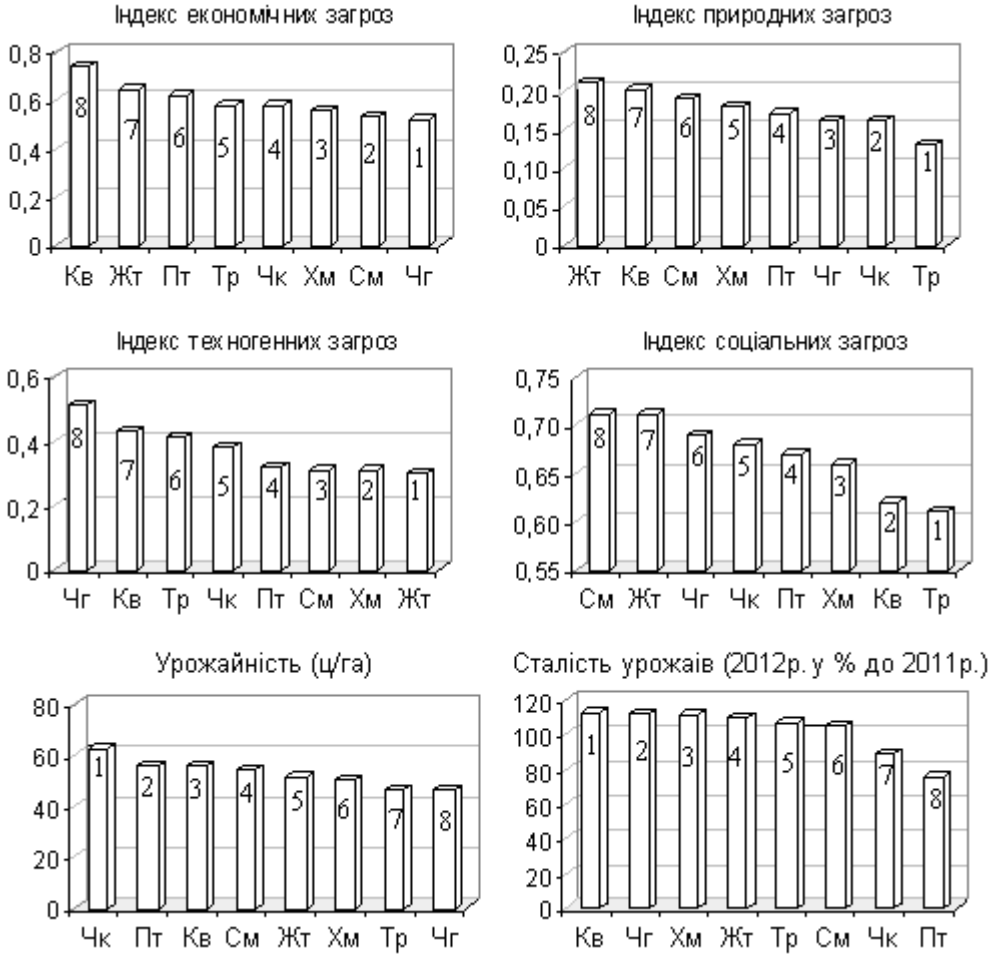 Індекс економічних загроз
0,8
0,6
0,4
0,2
0
8 7 6 5 4 3 2 1
Кв Жт Пт Тр Чк Хм См Чг
Індекс природних загроз
0,25
0,20
0,15
0,10
0,05
0
8 7 6 5 4 3 2 1
Жт Кв См Хм Пт Чг Чк Тр
Індекс техногенних загроз
0,6
0,4
0,2
0
8 7 6 5 4 3 2 1
Чг Кв Тр Чк Пт См Хм Жт
Індекс соціальних загроз
0,75
0,70
0,65
0,60
0,55
8 7 6 5 4 3 2 1
См Жт Чг Чк Пт Хм Кв Тр
Урожайність (ц/га)
80
60
40
20
0
1 2 3 4 5 6 7 8
Чк Пт Кв См Жт Хм Тр Чг
Сталість урожаїв (2012р. у % до 2011р.)
120
100
80
60
40
20
0
1 2 3 4 5 6 7 8
Кв Чг Хм Жт Тр См Чк Пт